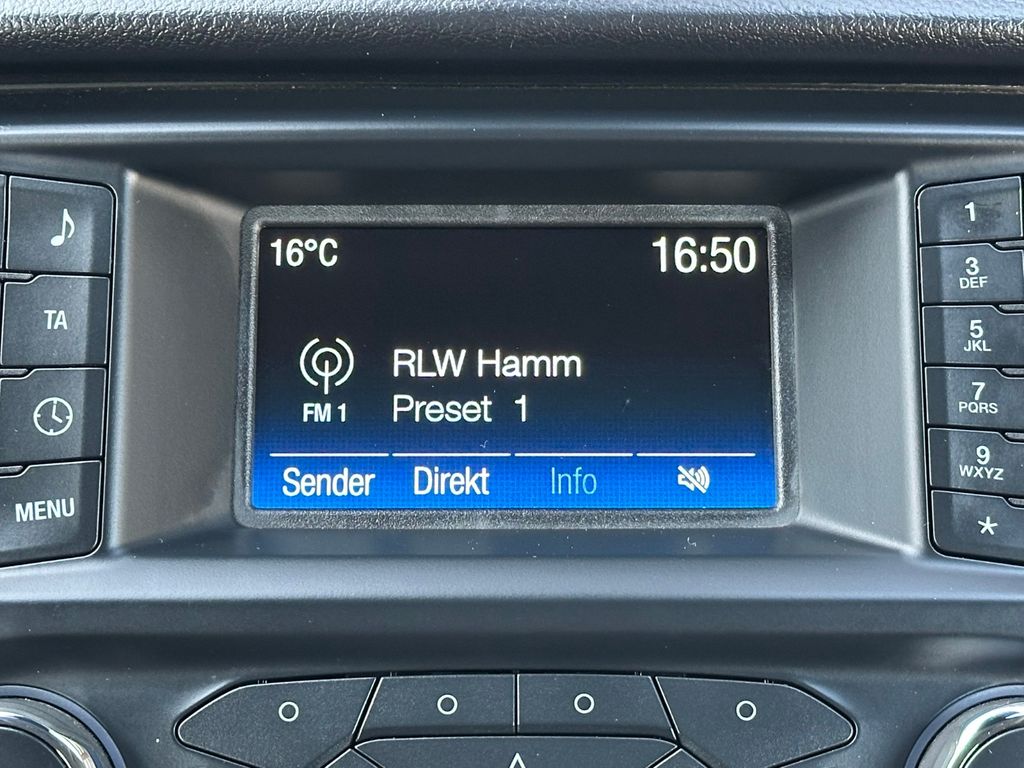 16°C
16:50
RLW Hamm
FM 1
Preset 1
Sender Direkt Info
TA
MENU
1
3
DEF
5
JKL
7
PQRS
9
WXYZ
*